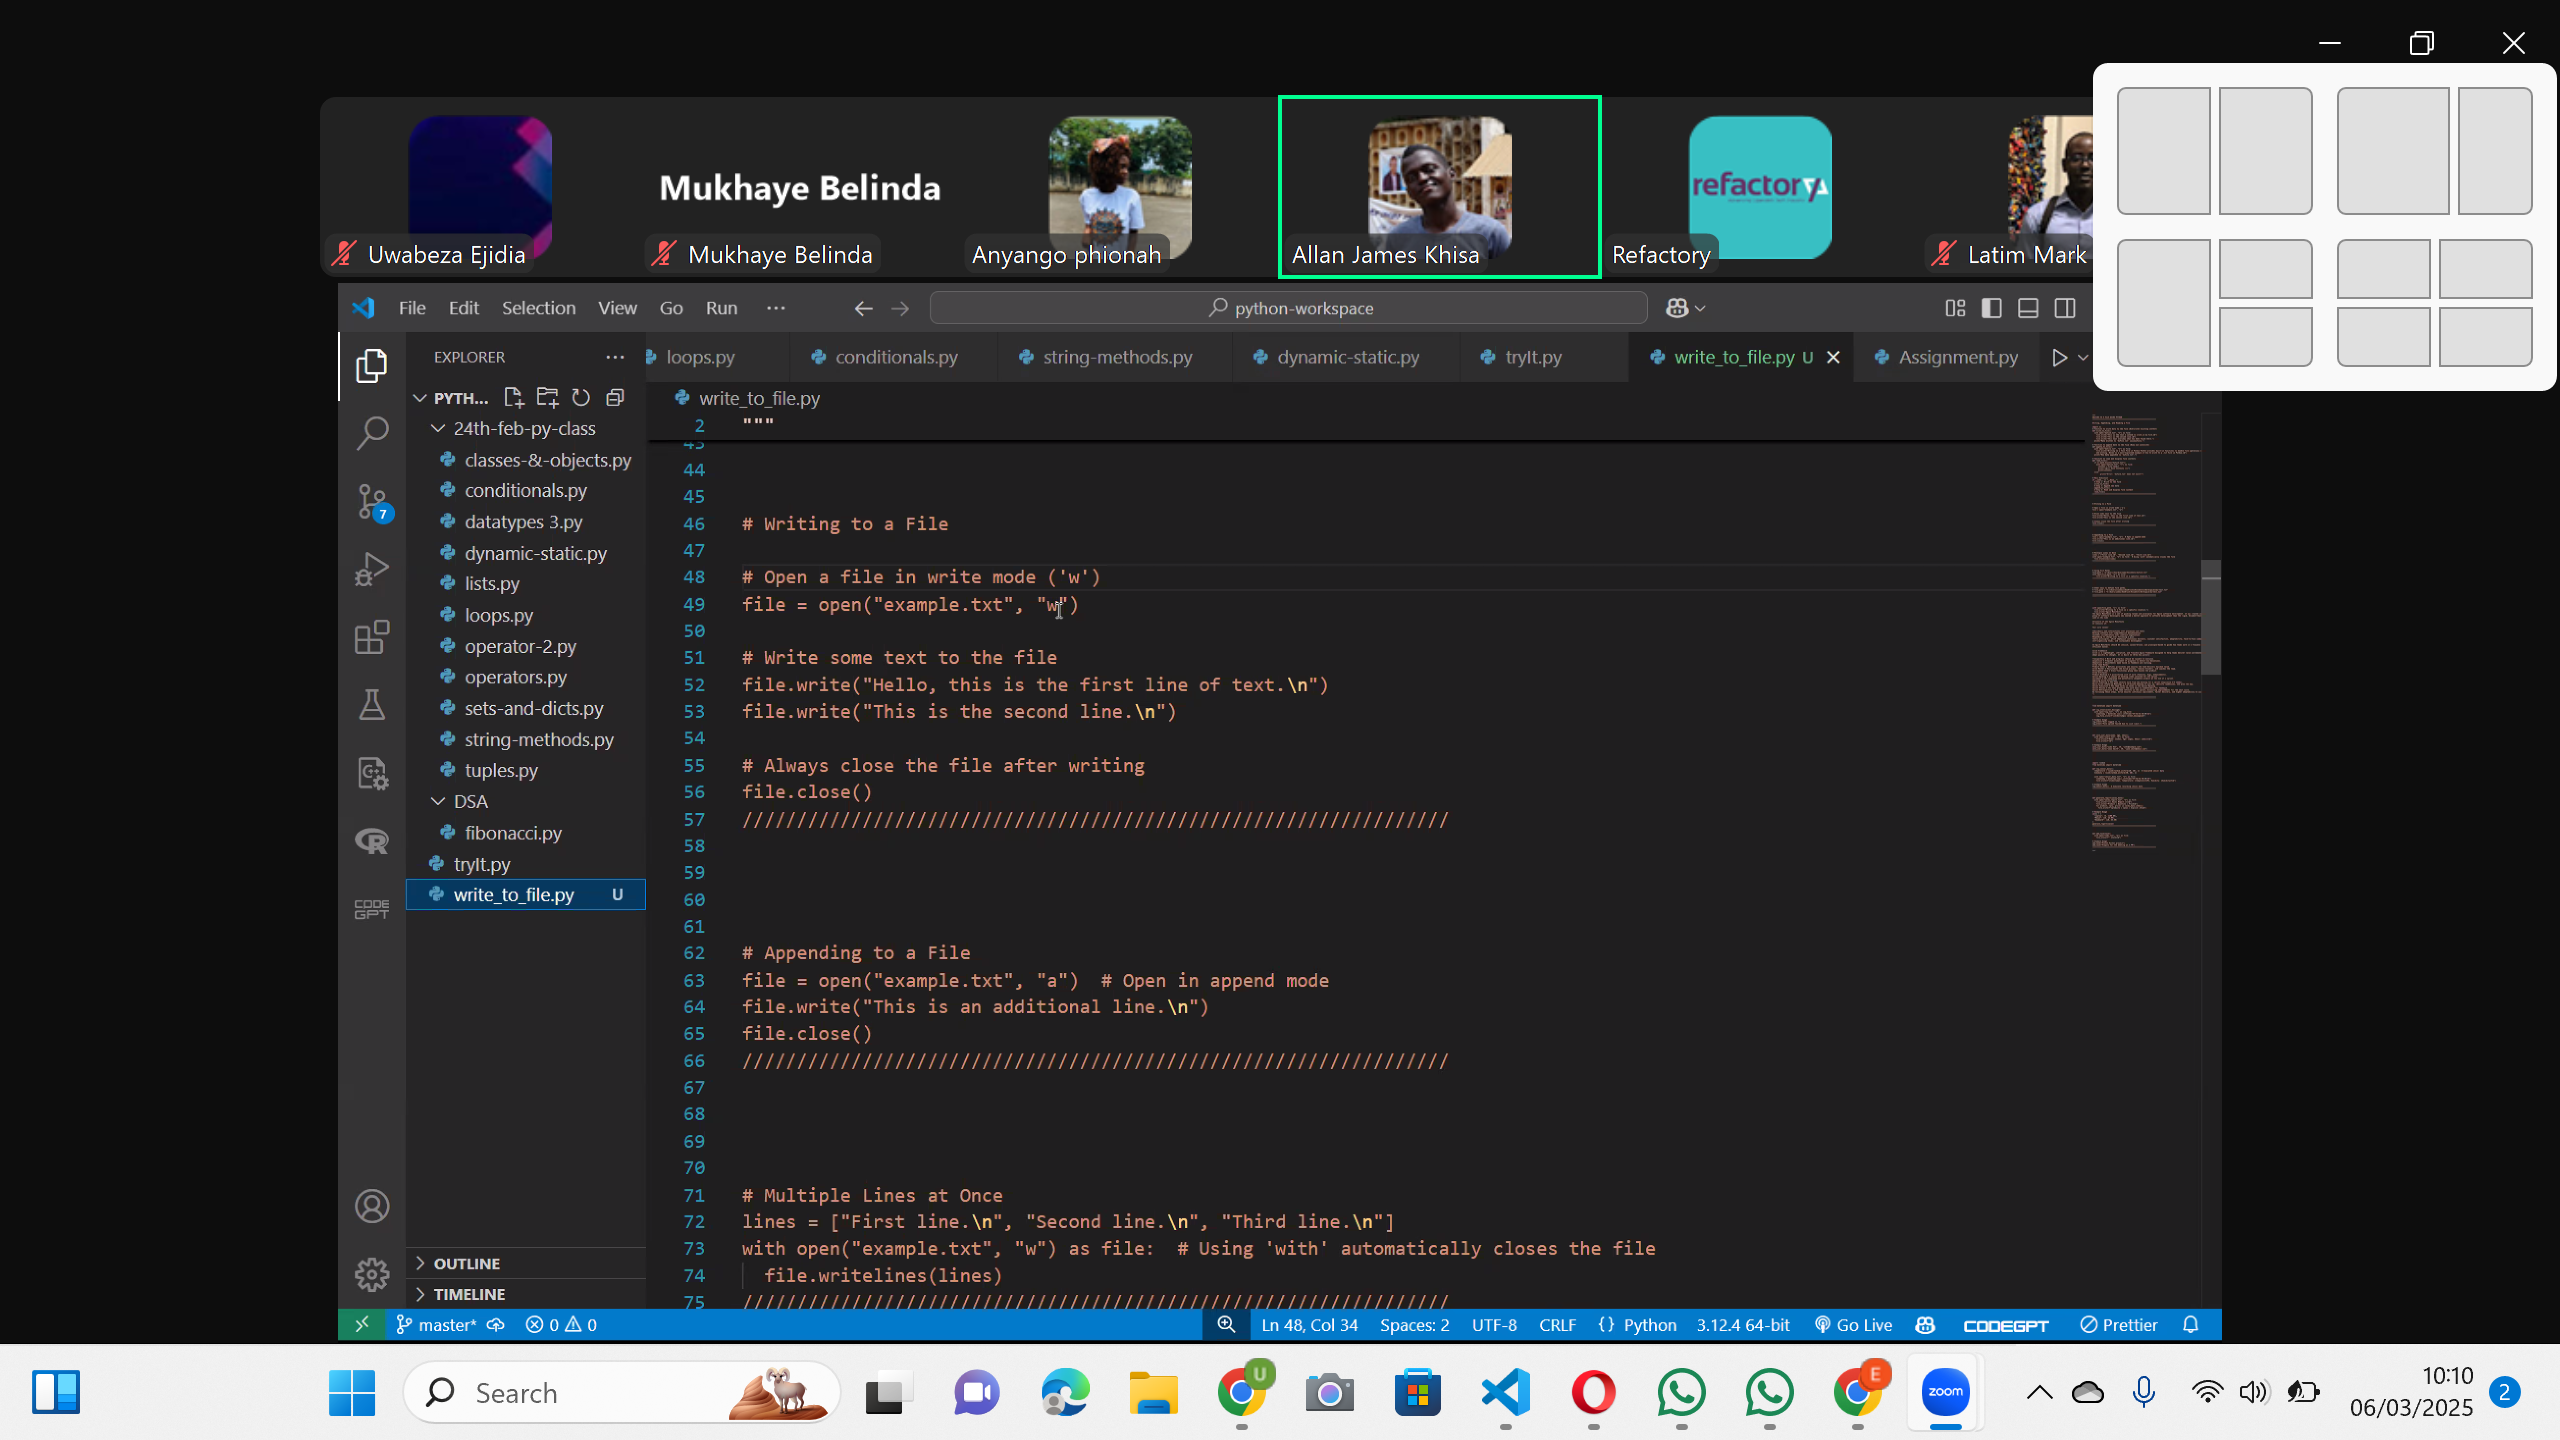 Mukhaye Belinda
refactory
Uwabeza Ejidia
Mukhaye Belinda
Anyango phionah
Allan James Khisa
Refactory
Latim Mark
File Edit Selection View Go Run ...
python-workspace
EXPLORER
loops.py
conditionals.py
string-methods.py
dynamic-static.py
tryIt.py
write_to_file.py U
Assignment.py
PYTH...
24th-feb-py-class
classes-&-objects.py
conditionals.py
datatypes 3.py
dynamic-static.py
lists.py
loops.py
operator-2.py
operators.py
sets-and-dicts.py
string-methods.py
tuples.py
DSA
fibonacci.py
tryIt.py
write_to_file.py U
OUTLINE
TIMELINE
7
CODE
GPT
write_to_file.py
2 """
43
44
45
46 # Writing to a File
47
48 # Open a file in write mode ('w')
49 file = open("example.txt", "w")
50
51 # Write some text to the file
52 file.write("Hello, this is the first line of text.\n")
53 file.write("This is the second line.\n")
54
55 # Always close the file after writing
56 file.close()
57 /////////////////////////////////////////////////////////////////
58
59
60
61
62 # Appending to a File
63 file = open("example.txt", "a")  # Open in append mode
64 file.write("This is an additional line.\n")
65 file.close()
66 /////////////////////////////////////////////////////////////////
67
68
69
70
71 # Multiple Lines at Once
72 lines = ["First line.\n", "Second line.\n", "Third line.\n"]
73 with open("example.txt", "w") as file:  # Using 'with' automatically closes the file
74   file.writelines(lines)
75 /////////////////////////////////////////////////////////////////
master* 0 0 Ln 48, Col 34 Spaces: 2 UTF-8 CRLF {} Python 3.12.4 64-bit Go Live CODEGPT Prettier
Search
U
E
zoom
10:10
06/03/2025
2